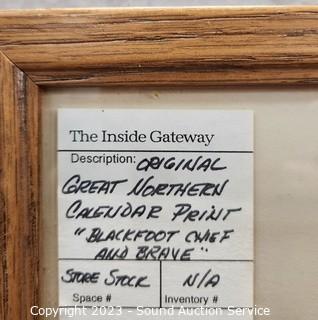 The Inside Gateway
Description: ORIGINAL
GREAT NORTHERN
CALENDAR PRINT
"BLACKFOOT CHIEF
AND BRAVE"
STORE STOCK N/A
Space # Inventory #
Copyright 2023 - Sound Auction Service